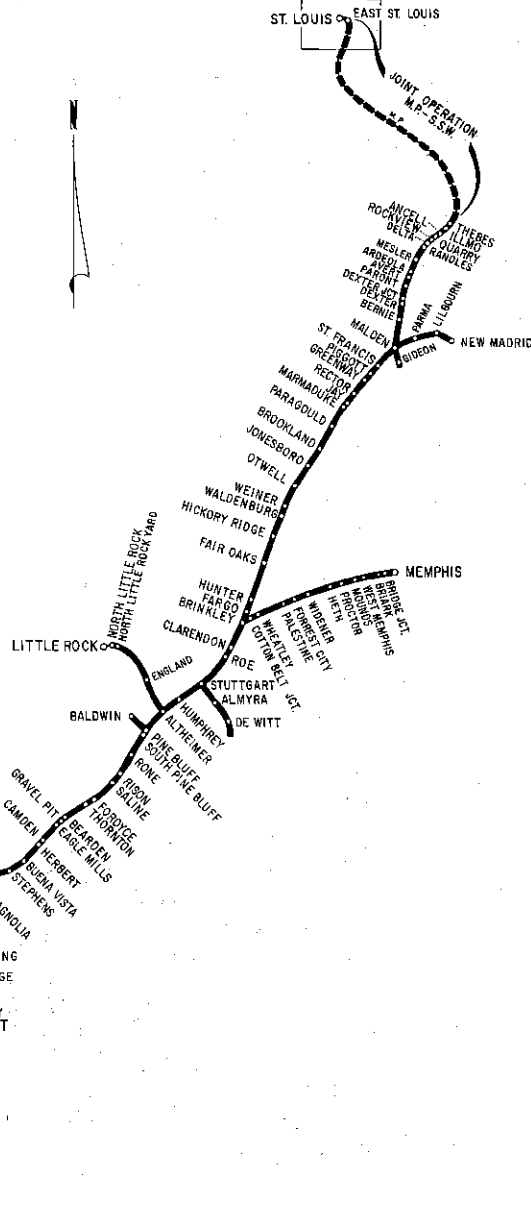 ST. LOUIS
EAST ST. LOUIS
N
JOINT OPERATION
M.P.-S.S.W.
M.P.
ANCELL
ROCKVIEW
DELTA
THEBES
ILLMO
QUARRY
RANDLES
MESLER
ARDEOLA
AVERT
PARONT
DEXTER JCT.
DEXTER
BERNIE
MALDEN
PARMA
LILBOURN
NEW MADRID
GIDEON
ST. FRANCIS
PIGGOTT
GREENWAY
RECTOR
JAY
MARMADUKE
PARAGOULD
BROOKLAND
JONESBORO
OTWELL
WEINER
WALDENBURG
HICKORY RIDGE
FAIR OAKS
HUNTER
FARGO
BRINKLEY
MEMPHIS
BRIDGE JCT.
BRIARK
WEST MEMPHIS
MOUNDS
PROCTOR
HETH
WIDENER
FORREST CITY
PALESTINE
WHEATLEY
COTTON BELT JCT.
CLARENDON
ROE
NORTH LITTLE ROCK
NORTH LITTLE ROCK YARD
LITTLE ROCK
ENGLAND
STUTTGART
ALMYRA
DE WITT
BALDWIN
HUMPHREY
ALTHEIMER
PINE BLUFF
SOUTH PINE BLUFF
RONE
RISON
SALINE
FORDYCE
THORNTON
GRAVEL PIT
BEARDEN
EAGLE MILLS
CAMDEN
HERBERT
BUENA VISTA
STEPHENS
AGNOLIA
NG
GE
T